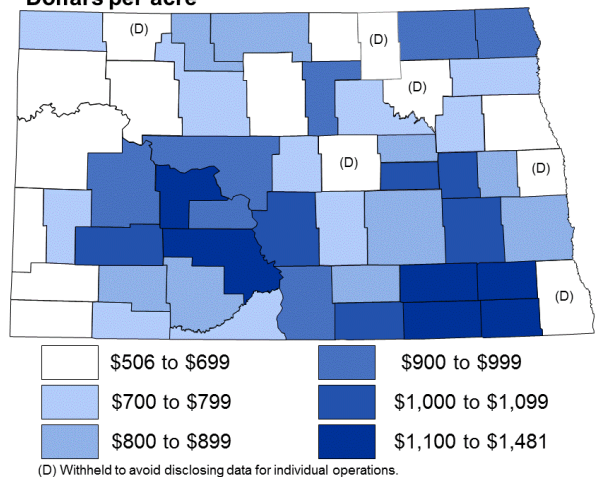 Dollars per acre
(D)
(D)
(D)
(D)
(D)
(D)
$506 to $699
$900 to $999
$700 to $799
$1,000 to $1,099
$800 to $899
$1,100 to $1,481
(D) Withheld to avoid disclosing data for individual operations.